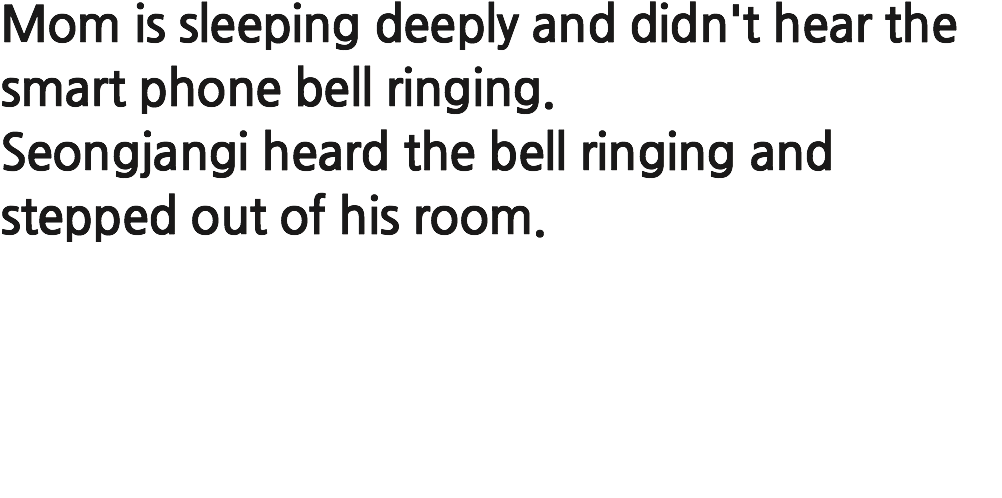 Mom is sleeping deeply and didn't hear the
smart phone bell ringing.
Seongjangi heard the bell ringing and
stepped out of his room.